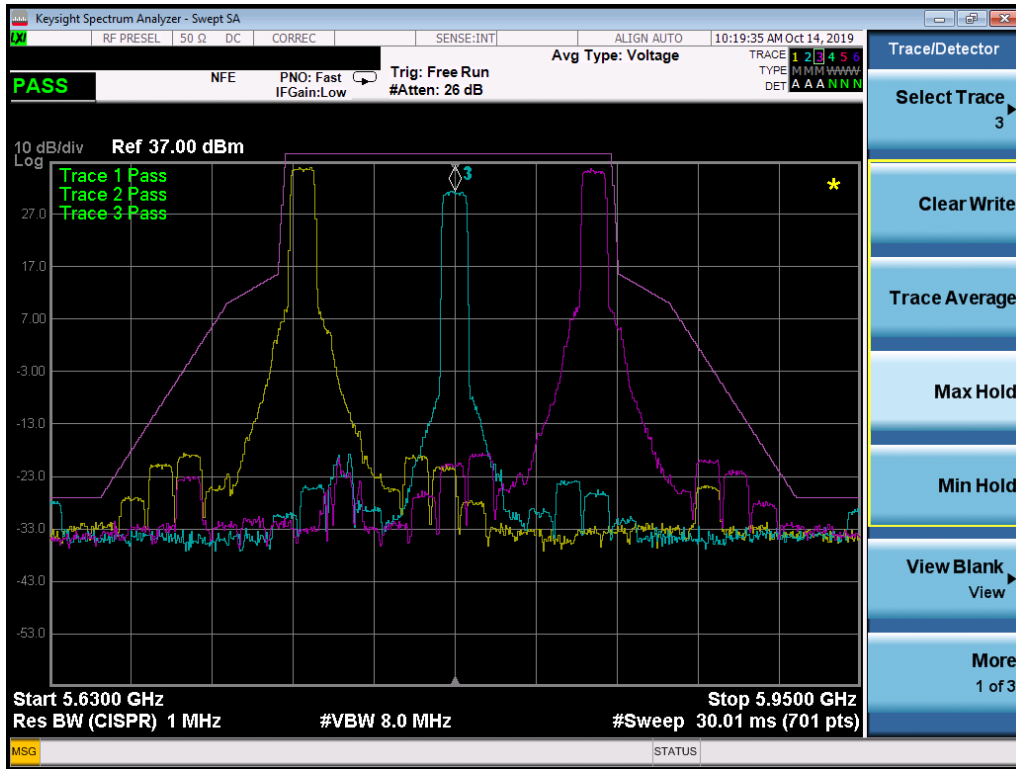 Keysight Spectrum Analyzer - Swept SA
LXI RF PRESEL 50 Ω DC CORREC SENSE:INT ALIGN AUTO 10:19:35 AM Oct 14, 2019
Trace/Detector
Avg Type: Voltage TRACE 1 2 3 4 5 6
PASS NFE PNO: Fast Trig: Free Run TYPE M M M W W W
IFGain:Low #Atten: 26 dB DET A A A N N N
Select Trace
3
10 dB/div Ref 37.00 dBm
Log
Trace 1 Pass
Trace 2 Pass
Trace 3 Pass
3
*
Clear Write
27.0
17.0
Trace Average
7.00
-3.00
Max Hold
-13.0
-23.0
Min Hold
-33.0
View Blank
View
-43.0
-53.0
More
1 of 3
Start 5.6300 GHz Stop 5.9500 GHz
Res BW (CISPR) 1 MHz #VBW 8.0 MHz #Sweep 30.01 ms (701 pts)
MSG STATUS